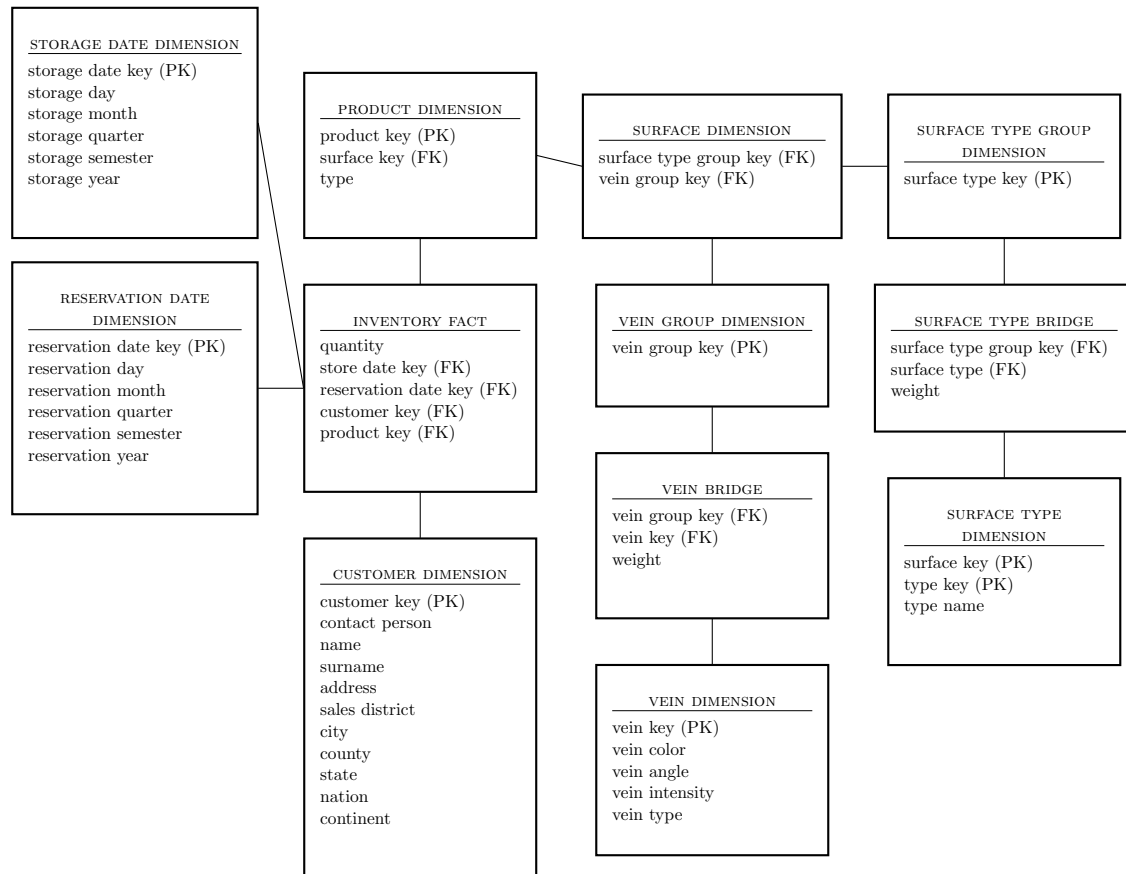 STORAGE DATE DIMENSION
storage date key (PK)
storage day
storage month
storage quarter
storage semester
storage year
RESERVATION DATE
DIMENSION
reservation date key (PK)
reservation day
reservation month
reservation quarter
reservation semester
reservation year
PRODUCT DIMENSION
product key (PK)
surface key (FK)
type
INVENTORY FACT
quantity
store date key (FK)
reservation date key (FK)
customer key (FK)
product key (FK)
CUSTOMER DIMENSION
customer key (PK)
contact person
name
surname
address
sales district
city
county
state
nation
continent
SURFACE DIMENSION
surface type group key (FK)
vein group key (FK)
VEIN GROUP DIMENSION
vein group key (PK)
VEIN BRIDGE
vein group key (FK)
vein key (FK)
weight
VEIN DIMENSION
vein key (PK)
vein color
vein angle
vein intensity
vein type
SURFACE TYPE GROUP
DIMENSION
surface type key (PK)
SURFACE TYPE BRIDGE
surface type group key (FK)
surface type (FK)
weight
SURFACE TYPE
DIMENSION
surface key (PK)
type key (PK)
type name